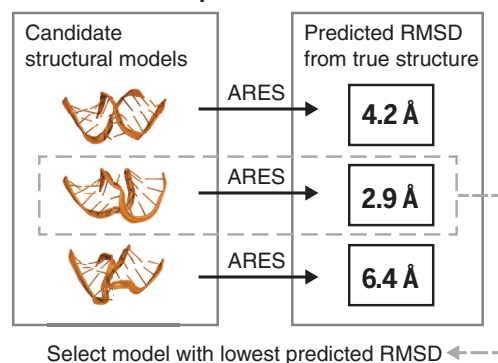 Candidate
structural models
Predicted RMSD
from true structure
ARES
4.2 Å
ARES
2.9 Å
ARES
6.4 Å
Select model with lowest predicted RMSD